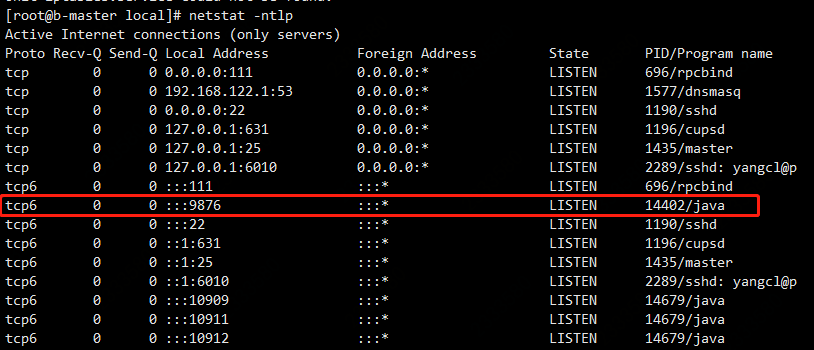 [root@b-master local]# netstat -ntlp
Active Internet connections (only servers)
Proto Recv-Q Send-Q Local Address           Foreign Address         State       PID/Program name
tcp        0      0 0.0.0.0:111             0.0.0.0:*               LISTEN      696/rpcbind
tcp        0      0 192.168.122.1:53        0.0.0.0:*               LISTEN      1577/dnsmasq
tcp        0      0 0.0.0.0:22              0.0.0.0:*               LISTEN      1190/sshd
tcp        0      0 127.0.0.1:631           0.0.0.0:*               LISTEN      1196/cupsd
tcp        0      0 127.0.0.1:25            0.0.0.0:*               LISTEN      1435/master
tcp        0      0 127.0.0.1:6010          0.0.0.0:*               LISTEN      2289/sshd: yangcl@p
tcp6       0      0 :::111                  :::*                    LISTEN      696/rpcbind
tcp6       0      0 :::9876                 :::*                    LISTEN      14402/java
tcp6       0      0 :::22                   :::*                    LISTEN      1190/sshd
tcp6       0      0 ::1:631                 :::*                    LISTEN      1196/cupsd
tcp6       0      0 ::1:25                  :::*                    LISTEN      1435/master
tcp6       0      0 ::1:6010                :::*                    LISTEN      2289/sshd: yangcl@p
tcp6       0      0 :::10909                :::*                    LISTEN      14679/java
tcp6       0      0 :::10911                :::*                    LISTEN      14679/java
tcp6       0      0 :::10912                :::*                    LISTEN      14679/java